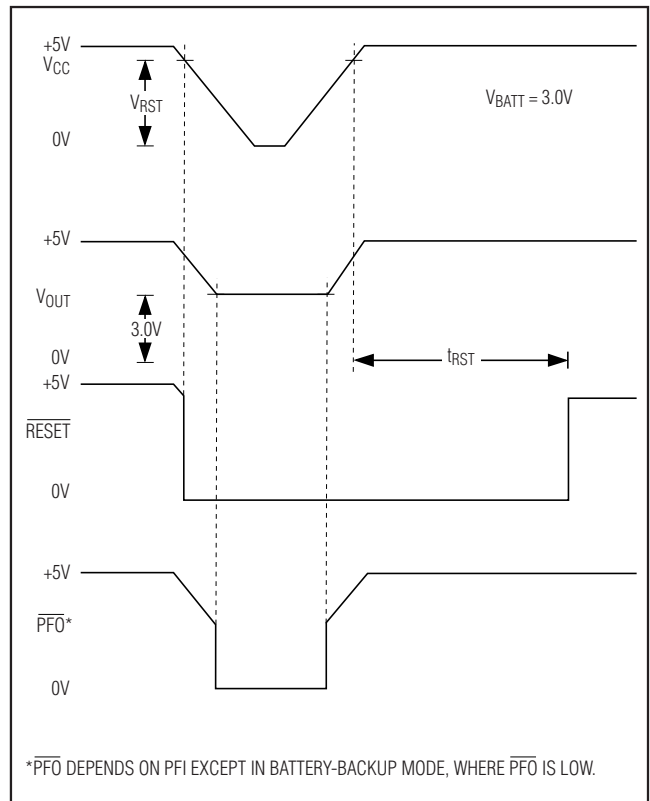 +5V
VCC
VRST
VBATT = 3.0V
0V
+5V
VOUT
3.0V
0V
tRST
+5V
RESET
0V
+5V
PFO*
0V
*PFO DEPENDS ON PFI EXCEPT IN BATTERY-BACKUP MODE, WHERE PFO IS LOW.